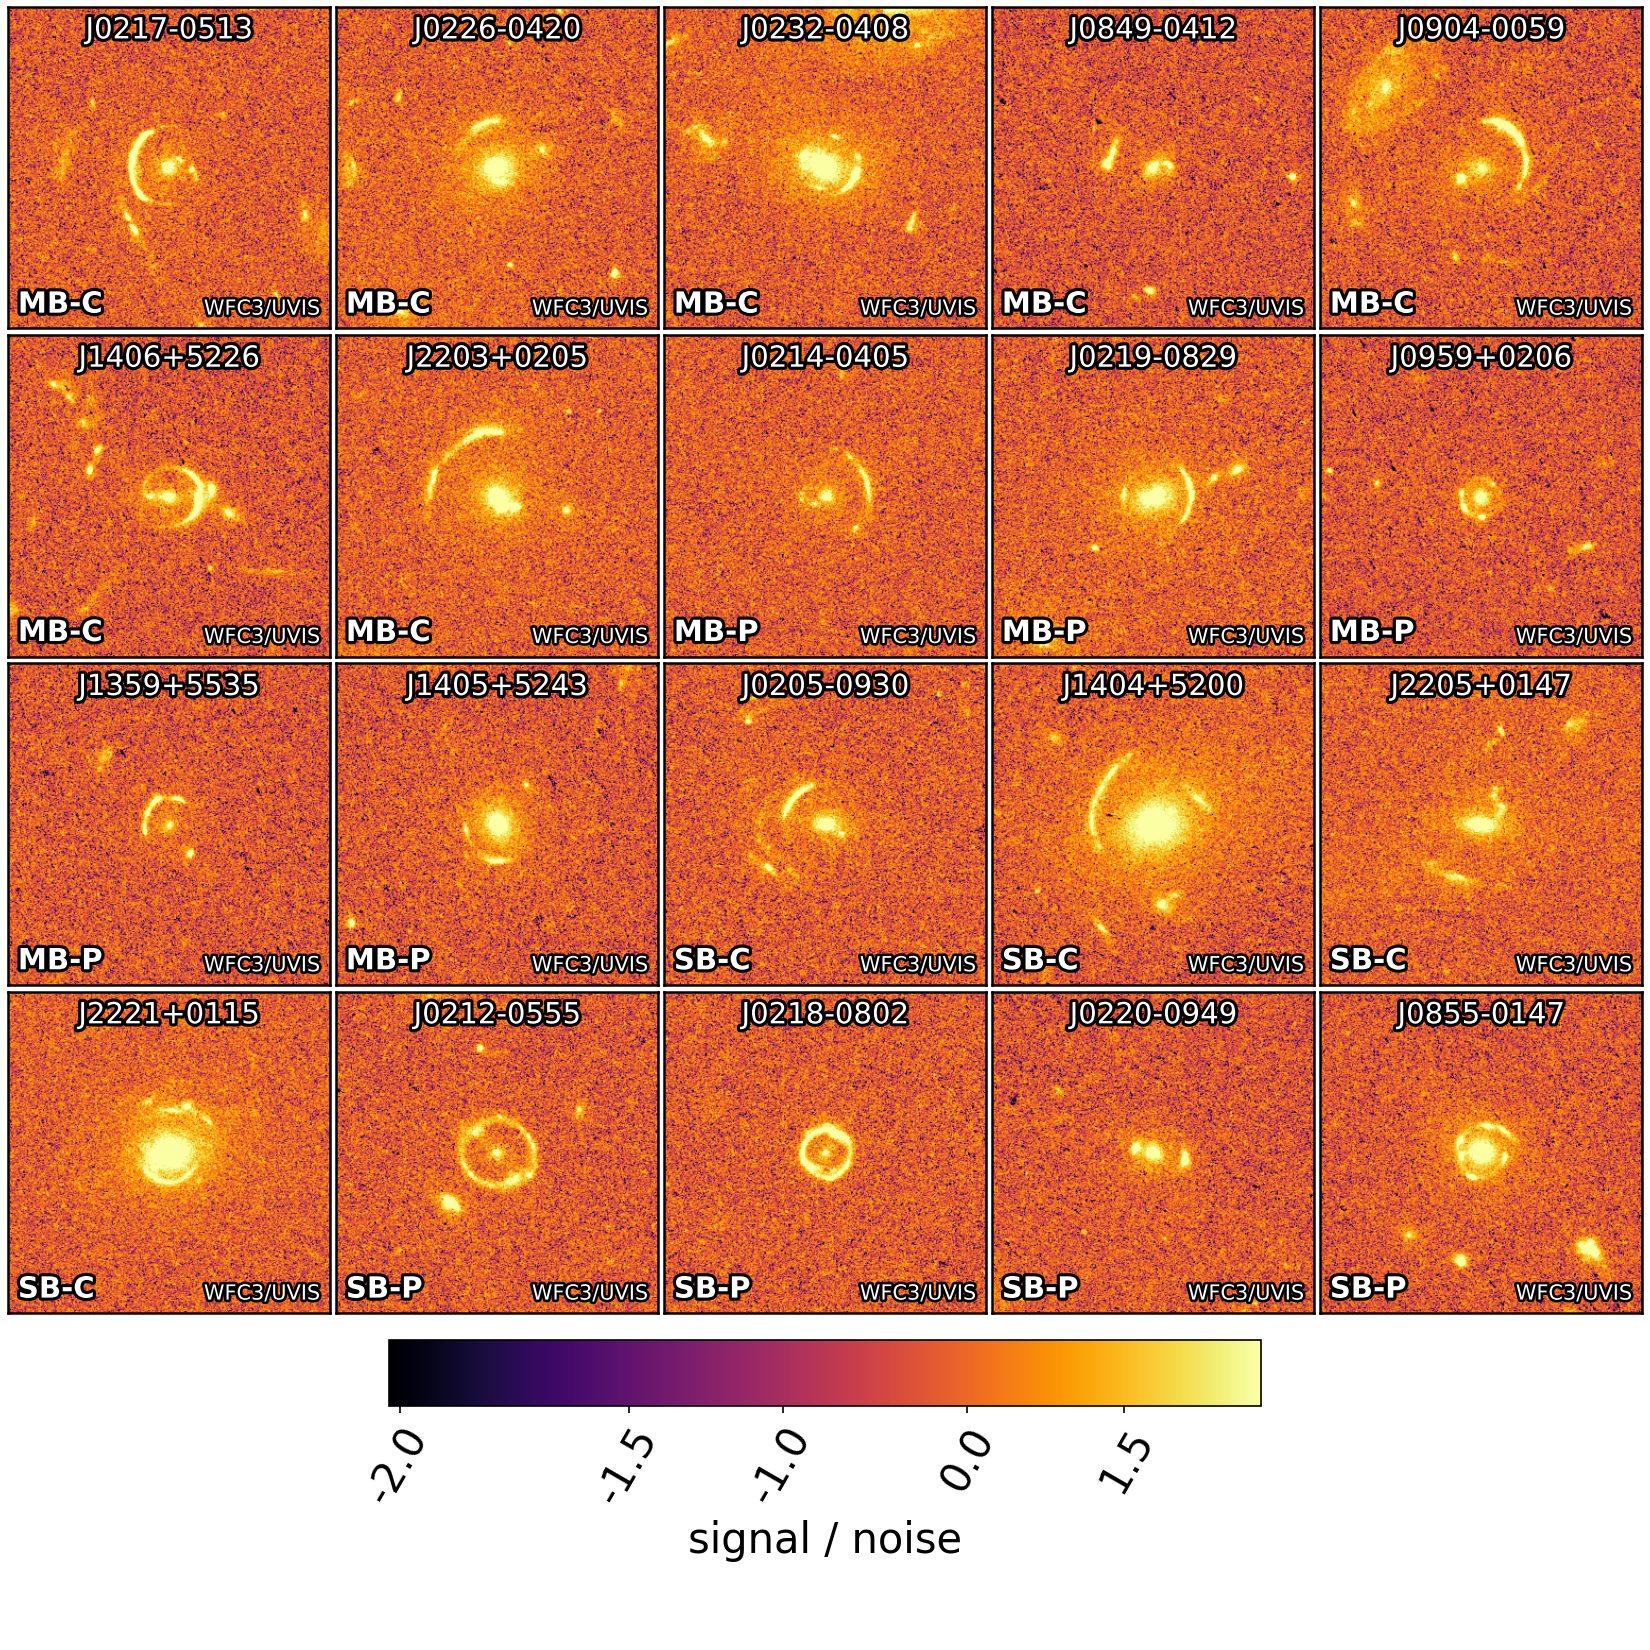 J0217-0513 J0226-0420 J0232-0408 J0849-0412 J0904-0059
MB-C WFC3/UVIS MB-C WFC3/UVIS MB-C WFC3/UVIS MB-C WFC3/UVIS MB-C WFC3/UVIS
J1406+5226 J2203+0205 J0214-0405 J0219-0829 J0959+0206
MB-C WFC3/UVIS MB-C WFC3/UVIS MB-P WFC3/UVIS MB-P WFC3/UVIS MB-P WFC3/UVIS
J1359+5535 J1405+5243 J0205-0930 J1404+5200 J2205+0147
MB-P WFC3/UVIS MB-P WFC3/UVIS SB-C WFC3/UVIS SB-C WFC3/UVIS SB-C WFC3/UVIS
J2221+0115 J0212-0555 J0218-0802 J0220-0949 J0855-0147
SB-C WFC3/UVIS SB-P WFC3/UVIS SB-P WFC3/UVIS SB-P WFC3/UVIS SB-P WFC3/UVIS
-2.0 -1.5 -1.0 0.0 1.5
signal / noise